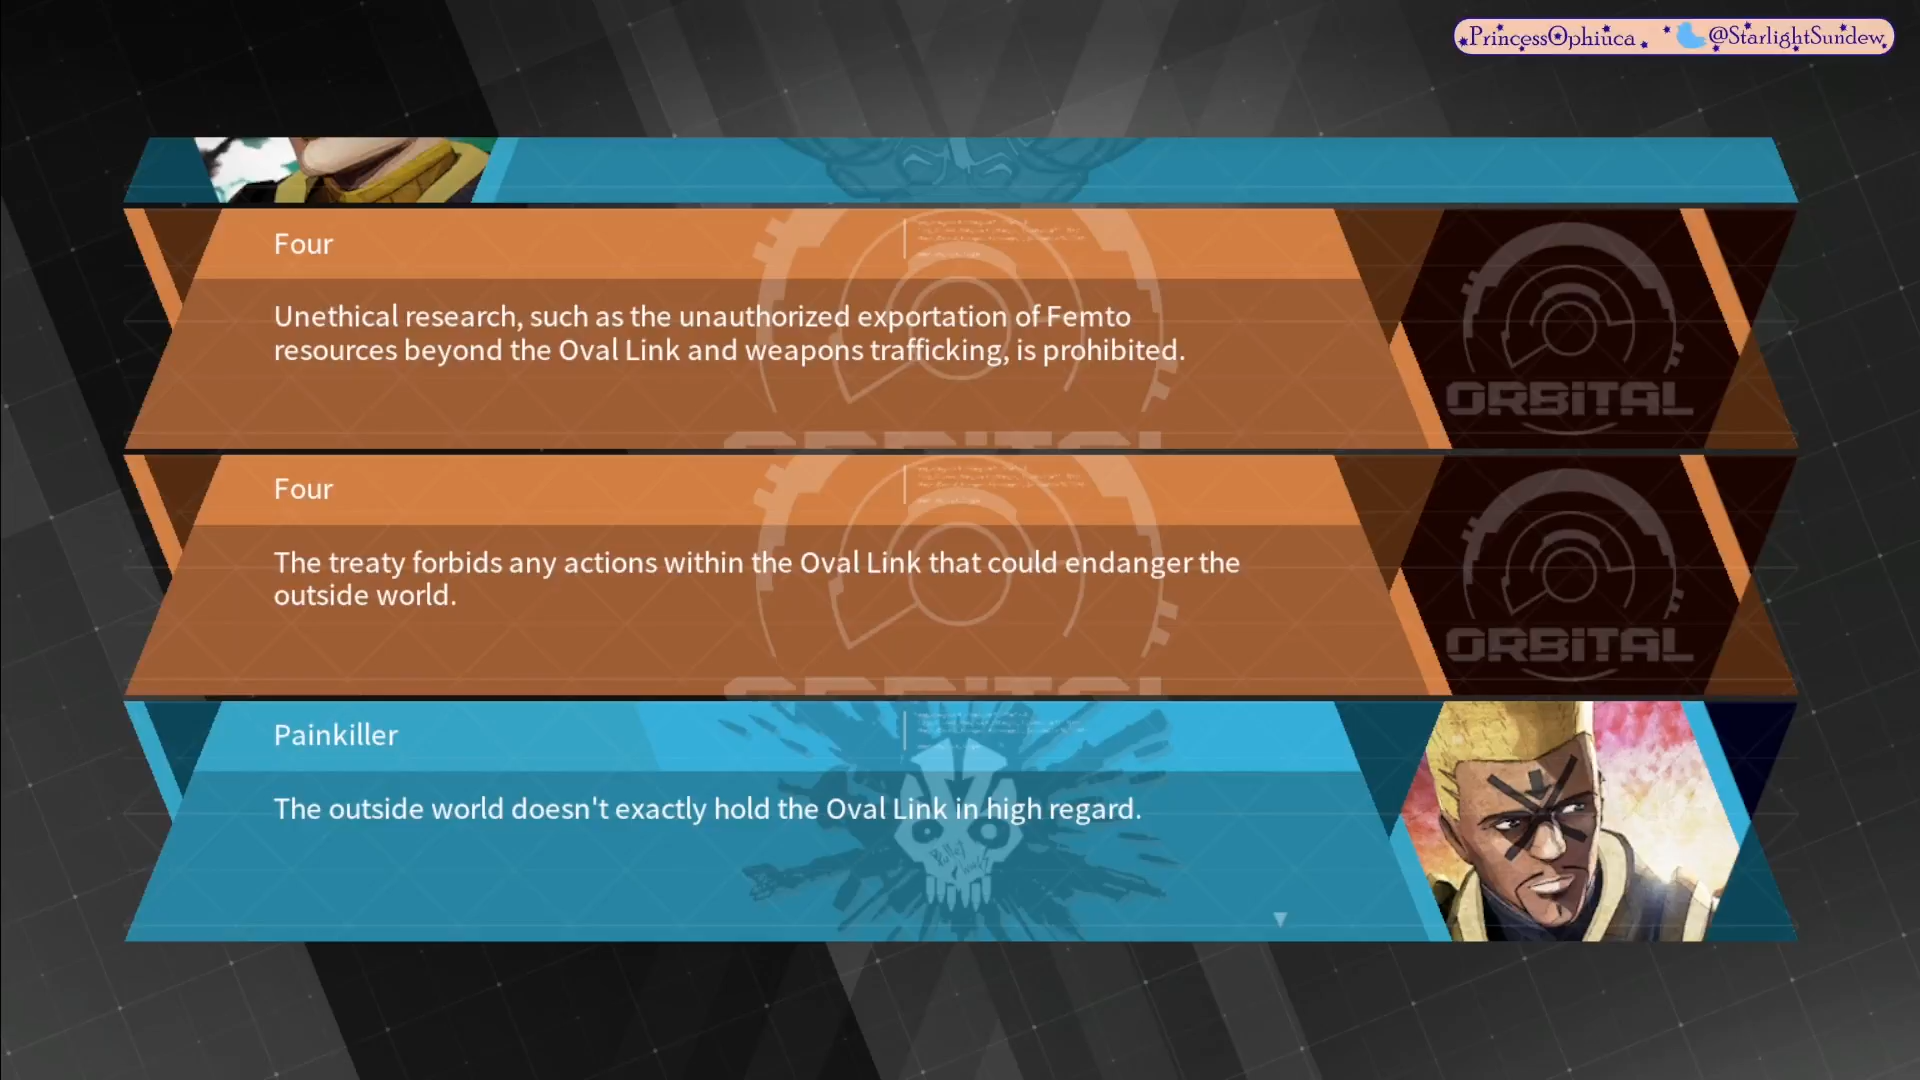 PrincessOphiuca @StarlightSundew
Four
Unethical research, such as the unauthorized exportation of Femto
resources beyond the Oval Link and weapons trafficking, is prohibited.
ORBITAL
Four
The treaty forbids any actions within the Oval Link that could endanger the
outside world.
ORBITAL
Painkiller
The outside world doesn't exactly hold the Oval Link in high regard.